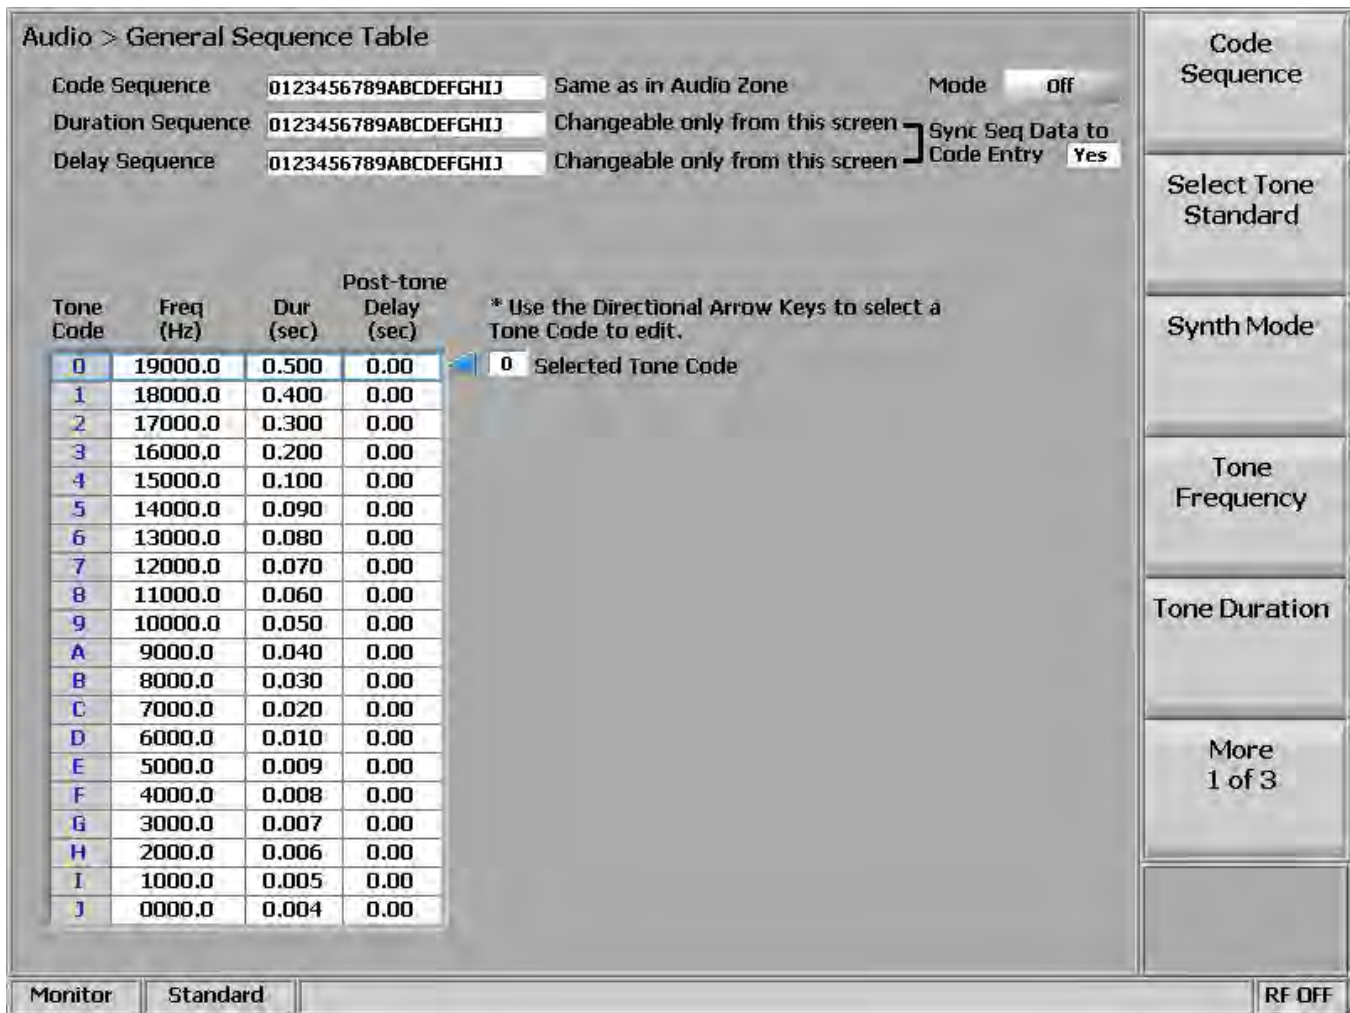 Audio > General Sequence Table
Code Sequence 0123456789ABCDEFGHIJ Same as in Audio Zone Mode Off
Duration Sequence 0123456789ABCDEFGHIJ Changeable only from this screen Sync Seq Data to
Delay Sequence 0123456789ABCDEFGHIJ Changeable only from this screen Code Entry Yes
Post-tone
Tone Freq Dur Delay * Use the Directional Arrow Keys to select a
Code (Hz) (sec) (sec) Tone Code to edit.
0 19000.0 0.500 0.00 0 Selected Tone Code
1 18000.0 0.400 0.00
2 17000.0 0.300 0.00
3 16000.0 0.200 0.00
4 15000.0 0.100 0.00
5 14000.0 0.090 0.00
6 13000.0 0.080 0.00
7 12000.0 0.070 0.00
8 11000.0 0.060 0.00
9 10000.0 0.050 0.00
A 9000.0 0.040 0.00
B 8000.0 0.030 0.00
C 7000.0 0.020 0.00
D 6000.0 0.010 0.00
E 5000.0 0.009 0.00
F 4000.0 0.008 0.00
G 3000.0 0.007 0.00
H 2000.0 0.006 0.00
I 1000.0 0.005 0.00
J 0000.0 0.004 0.00
Code
Sequence
Select Tone
Standard
Synth Mode
Tone
Frequency
Tone Duration
More
1 of 3
Monitor Standard RF OFF